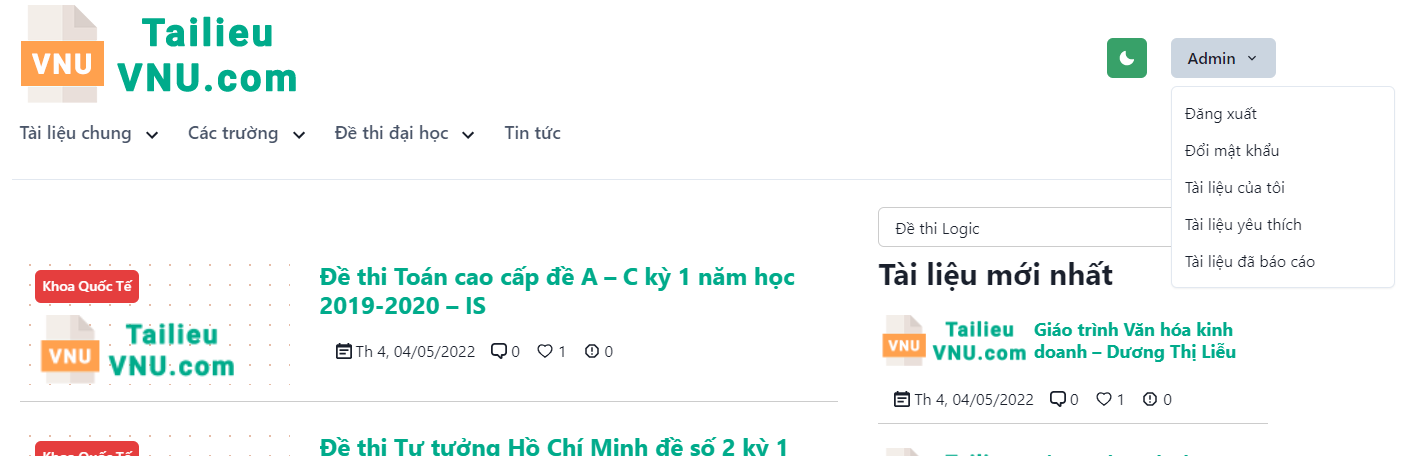 VNU
Tailieu
VNU.com
Admin
Tài liệu chung
Các trường
Đề thi đại học
Tin tức
Đăng xuất
Đổi mật khẩu
Tài liệu của tôi
Tài liệu yêu thích
Tài liệu đã báo cáo
Khoa Quốc Tế
VNU
Tailieu
VNU.com
Đề thi Toán cao cấp đề A – C kỳ 1 năm học
2019-2020 – IS
Th 4, 04/05/2022
0
1
0
Khoa Quốc Tế
Đề thi Tư tưởng Hồ Chí Minh đề số 2 kỳ 1
Đề thi Logic
Tài liệu mới nhất
VNU
Tailieu
VNU.com
Giáo trình Văn hóa kinh
doanh – Dương Thị Liễu
Th 4, 04/05/2022
0
1
0